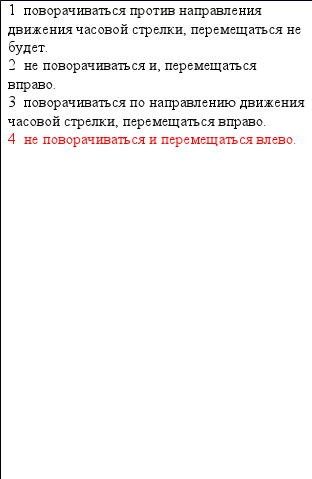 1 поворачиваться против направления
движения часовой стрелки, перемещаться не
будет.
2 не поворачиваться и, перемещаться
вправо.
3 поворачиваться по направлению движения
часовой стрелки, перемещаться вправо.
4 не поворачиваться и перемещаться влево.